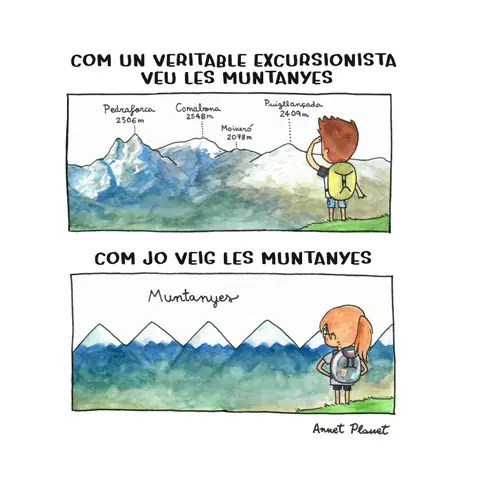 COM UN VERITABLE EXCURSIONISTA
VEU LES MUNTANYES
Pedraforca
2506m
Comabona
2548m
Moixeró
2078m
Puigllançada
2409m
COM JO VEIG LES MUNTANYES
Muntanyes
Annet Planet